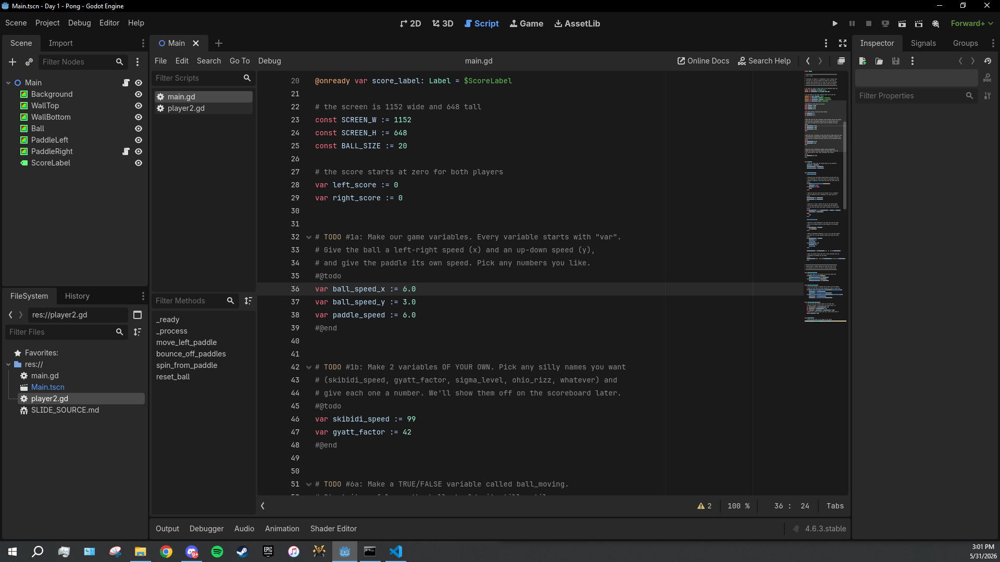 Main.tscn - Day 1 - Pong - Godot Engine
Scene Project Debug Editor Help
2D 3D Script Game AssetLib
Forward+
Scene Import
Filter Nodes
Main
Background
WallTop
WallBottom
Ball
PaddleLeft
PaddleRight
ScoreLabel
FileSystem History
res://player2.gd
Filter Files
Favorites:
res://
main.gd
Main.tscn
player2.gd
SLIDE_SOURCE.md
Main
File Edit Search Go To Debug
main.gd
Online Docs Search Help
Filter Scripts
main.gd
player2.gd
Filter Methods
_ready
_process
move_left_paddle
bounce_off_paddles
spin_from_paddle
reset_ball
20 @onready var score_label: Label = $ScoreLabel
21
22 # the screen is 1152 wide and 648 tall
23 const SCREEN_W := 1152
24 const SCREEN_H := 648
25 const BALL_SIZE := 20
26
27 # the score starts at zero for both players
28 var left_score := 0
29 var right_score := 0
30
31
32 # TODO #1a: Make our game variables. Every variable starts with "var".
33 # Give the ball a left-right speed (x) and an up-down speed (y),
34 # and give the paddle its own speed. Pick any numbers you like.
35 #@todo
36 var ball_speed_x := 6.0
37 var ball_speed_y := 3.0
38 var paddle_speed := 6.0
39 #@end
40
41
42 # TODO #1b: Make 2 variables OF YOUR OWN. Pick any silly names you want
43 # (skibidi_speed, gyatt_factor, sigma_level, ohio_rizz, whatever) and
44 # give each one a number. We'll show them off on the scoreboard later.
45 #@todo
46 var skibidi_speed := 99
47 var gyatt_factor := 42
48 #@end
49
50
51 # TODO #6a: Make a TRUE/FALSE variable called ball_moving.
2 100 % 36 : 24 Tabs
Output Debugger Audio Animation Shader Editor
4.6.3.stable
Inspector Signals Groups
Filter Properties
9+
EPIC GAMES
3:01 PM
5/31/2026